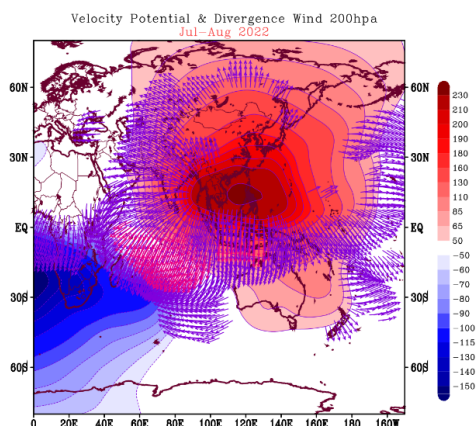 Velocity Potential & Divergence Wind 200hpa
Jul-Aug 2022
60N
30N
EQ
30S
60S
60N
30N
EQ
30S
60S
0
20E
40E
60E
80E
100E
120E
140E
160E
180
160W
230
210
200
190
180
160
130
110
85
65
50
-50
-60
-70
-80
-90
-100
-115
-130
-150